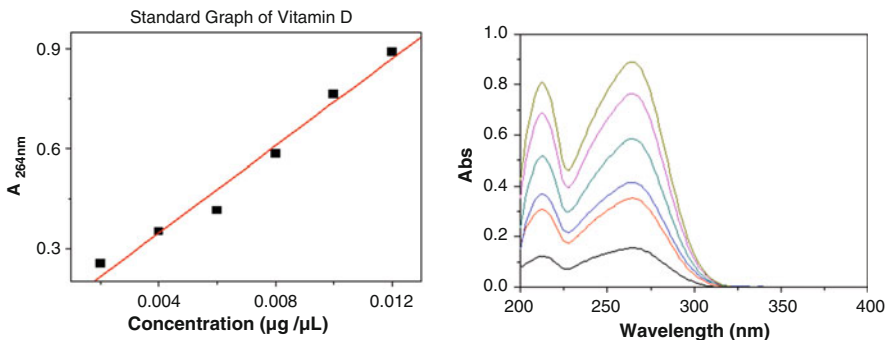 Standard Graph of Vitamin D
0.9
0.6
0.3
A 264nm
0.004 0.008 0.012
Concentration (µg /µL)
1.0
0.8
0.6
0.4
0.2
0.0
Abs
200 250 300 350 400
Wavelength (nm)